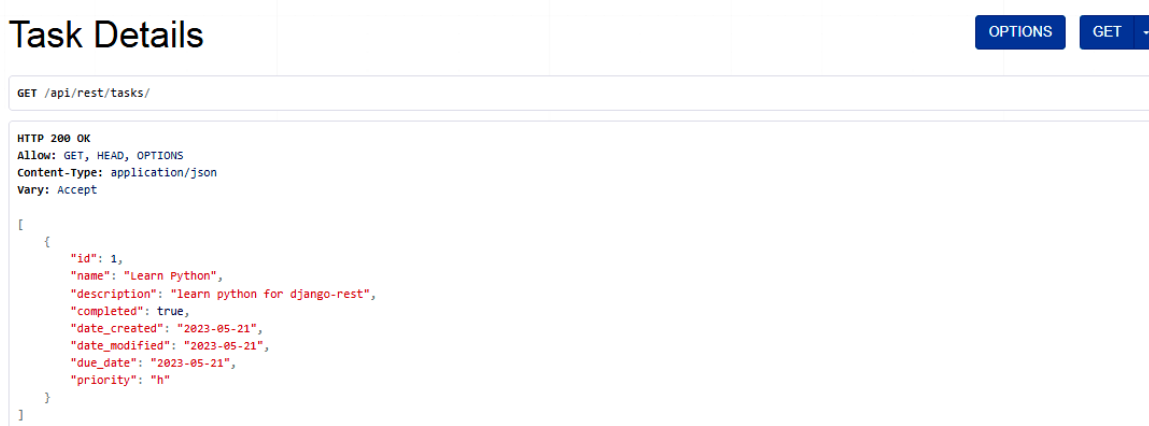 Task Details
OPTIONS
GET
GET /api/rest/tasks/
HTTP 200 OK
Allow: GET, HEAD, OPTIONS
Content-Type: application/json
Vary: Accept
[
    {
        "id": 1,
        "name": "Learn Python",
        "description": "learn python for django-rest",
        "completed": true,
        "date_created": "2023-05-21",
        "date_modified": "2023-05-21",
        "due_date": "2023-05-21",
        "priority": "h"
    }
]